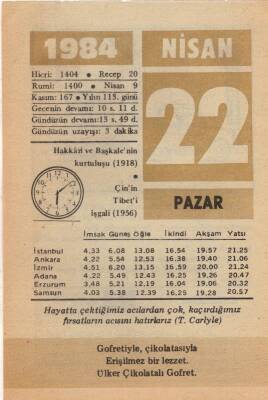 1984
NİSAN
Hicri: 1404 • Recep 20
Rumi: 1400 • Nisan 9
Kasım: 167 • Yılın 113. günü
Gecenin devamı: 10 s. 11 d.
Gündüzün devamı: 13 s. 49 d.
Gündüzün uzayışı: 3 dakika
22
Hakkâri ve Başkale'nin
kurtuluşu (1918)
•
Çin'in
Tibet'i
işgali (1956)
PAZAR
İmsak Güneş Öğle İkindi Akşam Yatsı
İstanbul 4.33 6.08 13.08 16.54 19.57 21.25
Ankara 4.22 5.54 12.53 16.38 19.40 21.06
İzmir 4.51 6.20 13.15 16.59 20.00 21.24
Adana 4.22 5.49 12.43 16.25 19.26 20.47
Erzurum 3.48 5.21 12.19 16.04 19.06 20.32
Samsun 4.03 5.38 12.39 16.25 19.28 20.57
Hayatta çektiğimiz acılardan çok, kaçırdığımız
fırsatların acısını hatırlarız (T. Carlyle)
Gofretiyle, çikolatasıyla
Erişilmez bir lezzet.
Ülker Çikolatalı Gofret.